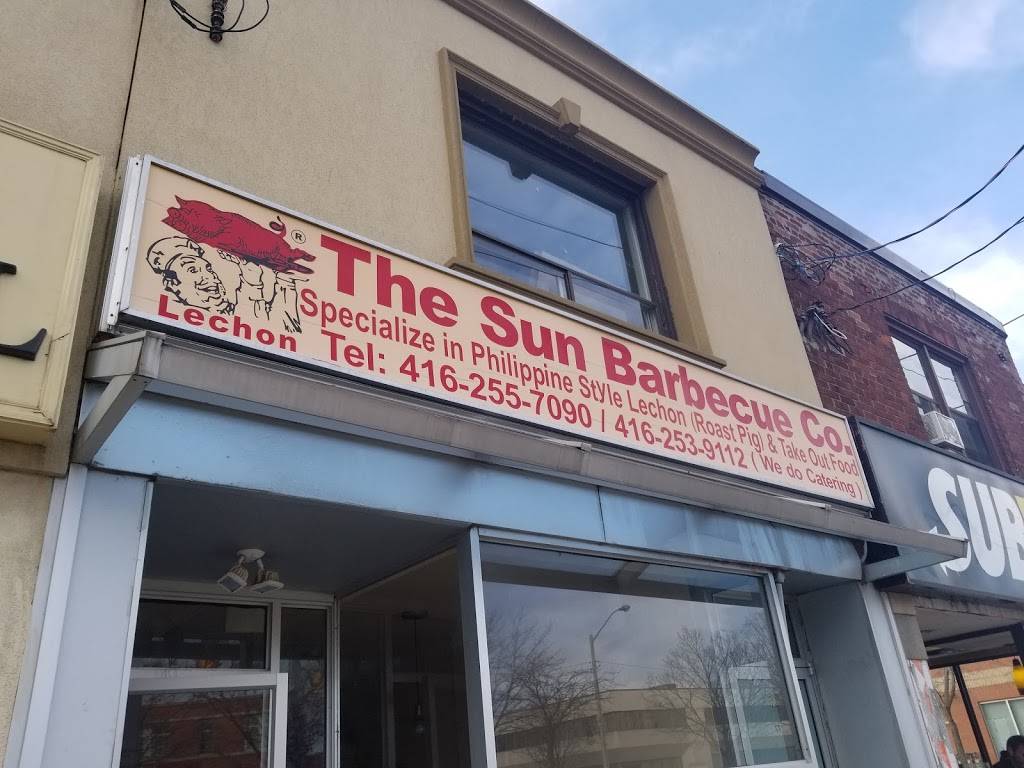 ®
Lechon
The Sun Barbecue Co.
Specialize in Philippine StYle Lechon (Roast Pig) & Take Out Food
Tel: 416-255-7090 / 416-253-9112 ( We do Catering )
SUB